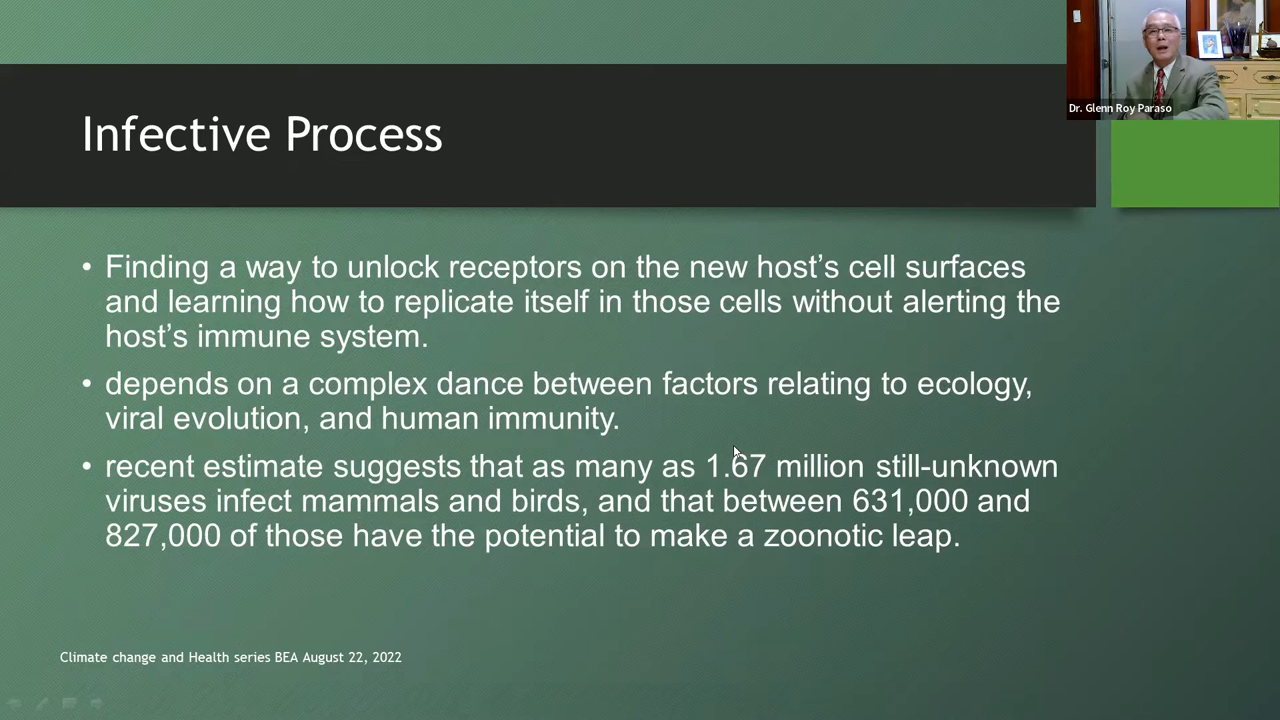 Dr. Glenn Roy Paraso
Infective Process
• Finding a way to unlock receptors on the new host’s cell surfaces
and learning how to replicate itself in those cells without alerting the
host’s immune system.
• depends on a complex dance between factors relating to ecology,
viral evolution, and human immunity.
• recent estimate suggests that as many as 1.67 million still-unknown
viruses infect mammals and birds, and that between 631,000 and
827,000 of those have the potential to make a zoonotic leap.
Climate change and Health series BEA August 22, 2022